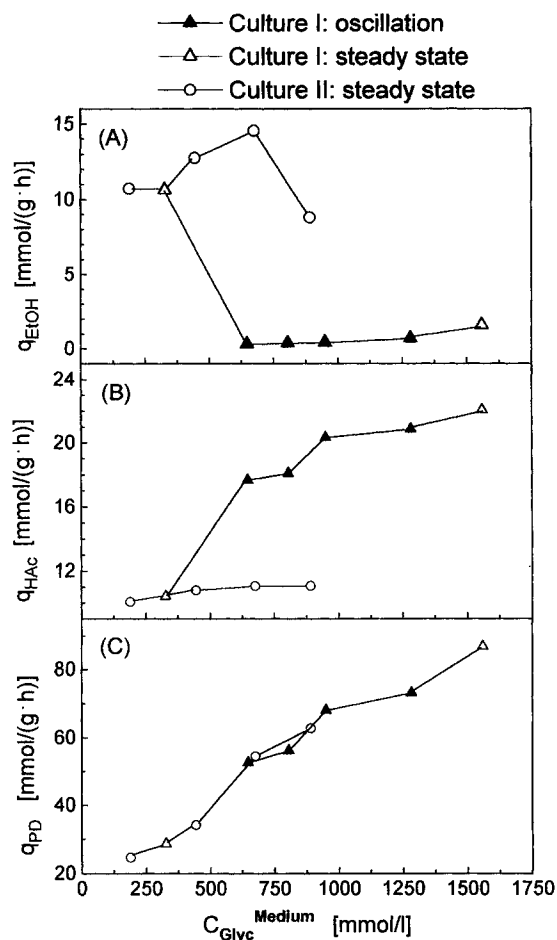 Culture I: oscillation
Culture I: steady state
Culture II: steady state
(A)
15
10
5
0
q_EtOH [mmol/(g·h)]
(B)
22
20
16
12
q_HAc [mmol/(g·h)]
(C)
80
60
40
20
q_PD [mmol/(g·h)]
0 250 500 750 1000 1250 1500 1750
C_Glyc^Medium [mmol/l]